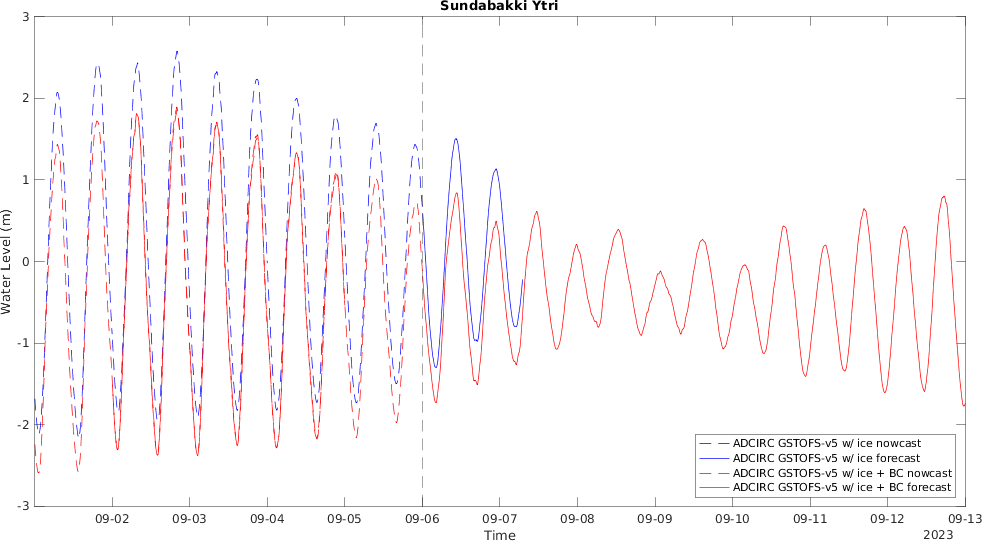 Sundabakki Ytri
3
2
1
0
-1
-2
-3
Water Level (m)
ADCIRC GSTOFS-v5 w/ ice nowcast
ADCIRC GSTOFS-v5 w/ ice forecast
ADCIRC GSTOFS-v5 w/ ice + BC nowcast
ADCIRC GSTOFS-v5 w/ ice + BC forecast
09-02 09-03 09-04 09-05 09-06 09-07 09-08 09-09 09-10 09-11 09-12 09-13
Time
2023